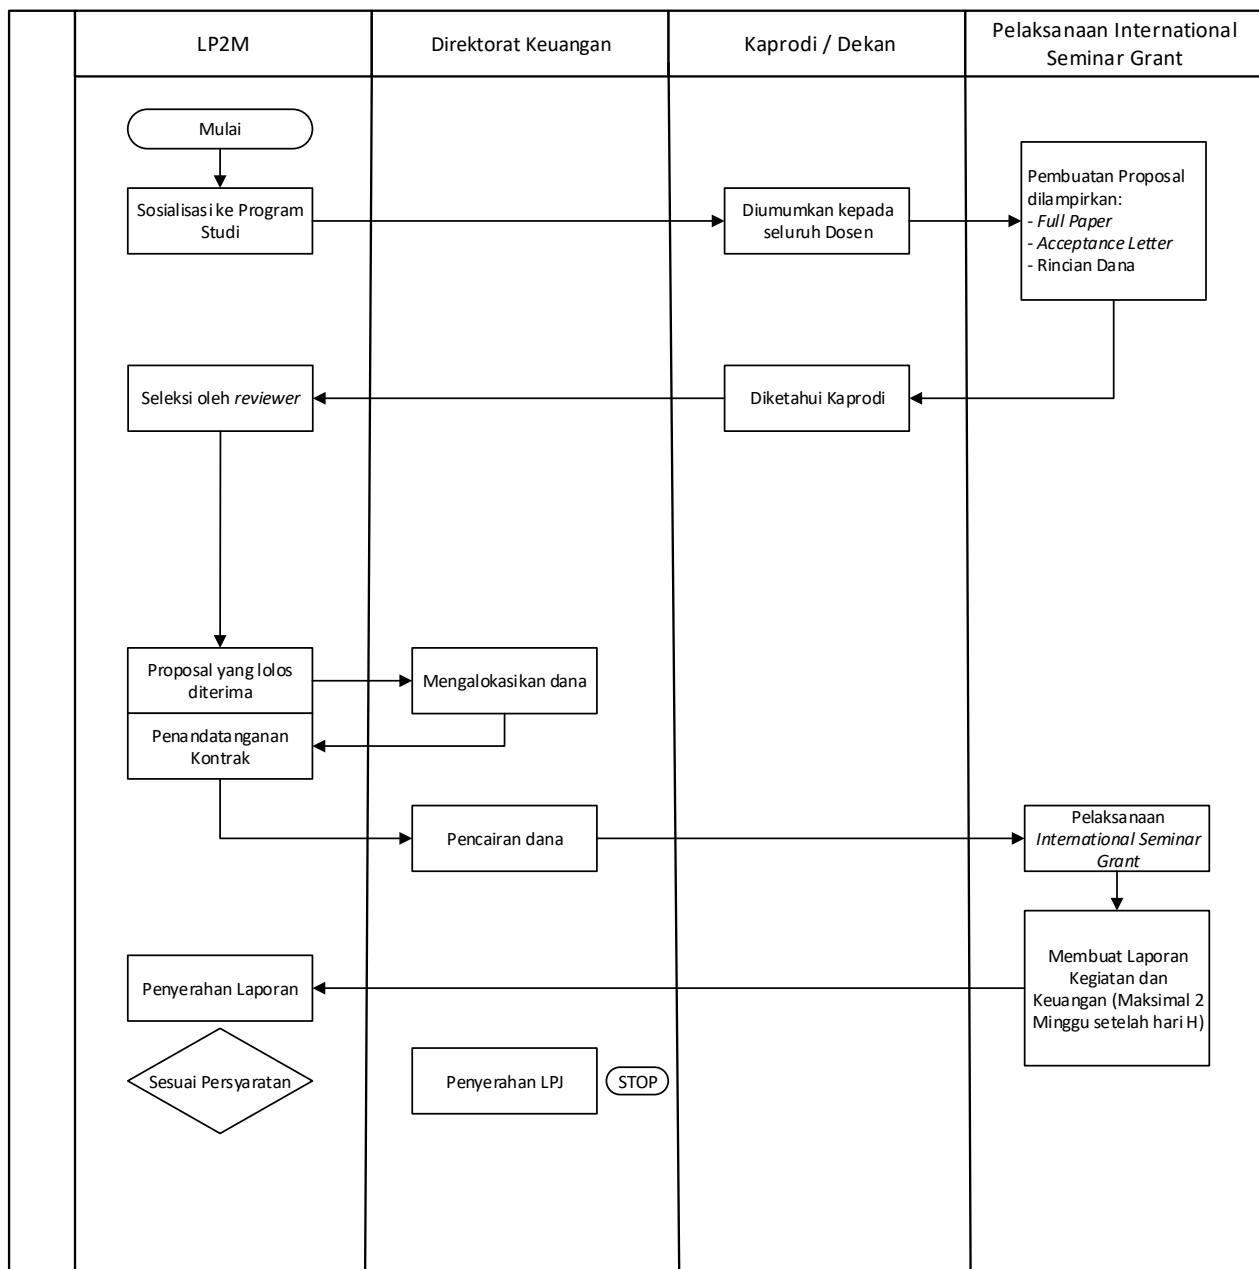 LP2M
Direktorat Keuangan
Kaprodi / Dekan
Pelaksanaan International
Seminar Grant
Mulai
Sosialisasi ke Program
Studi
Diumumkan kepada
seluruh Dosen
Pembuatan Proposal
dilampirkan:
- Full Paper
- Acceptance Letter
- Rincian Dana
Seleksi oleh reviewer
Diketahui Kaprodi
Proposal yang lolos
diterima
Mengalokasikan dana
Penandatanganan
Kontrak
Pencairan dana
Pelaksanaan
International Seminar
Grant
Penyerahan Laporan
Membuat Laporan
Kegiatan dan
Keuangan (Maksimal 2
Minggu setelah hari H)
Sesuai Persyaratan
Penyerahan LPJ
STOP